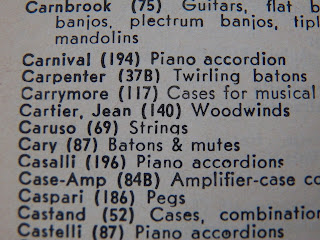 Carnbrook (75) Guitars, flat b
banjos, plectrum banjos, tipl
mandolins
Carnival (194) Piano accordion
Carpenter (37B) Twirling batons
Carrymore (117) Cases for musical
Cartier, Jean (140) Woodwinds
Caruso (69) Strings
Cary (87) Batons & mutes
Casalli (196) Piano accordions
Case-Amp (84B) Amplifier-case co
Caspari (186) Pegs
Castand (52) Cases, combination
Castelli (87) Piano accordions